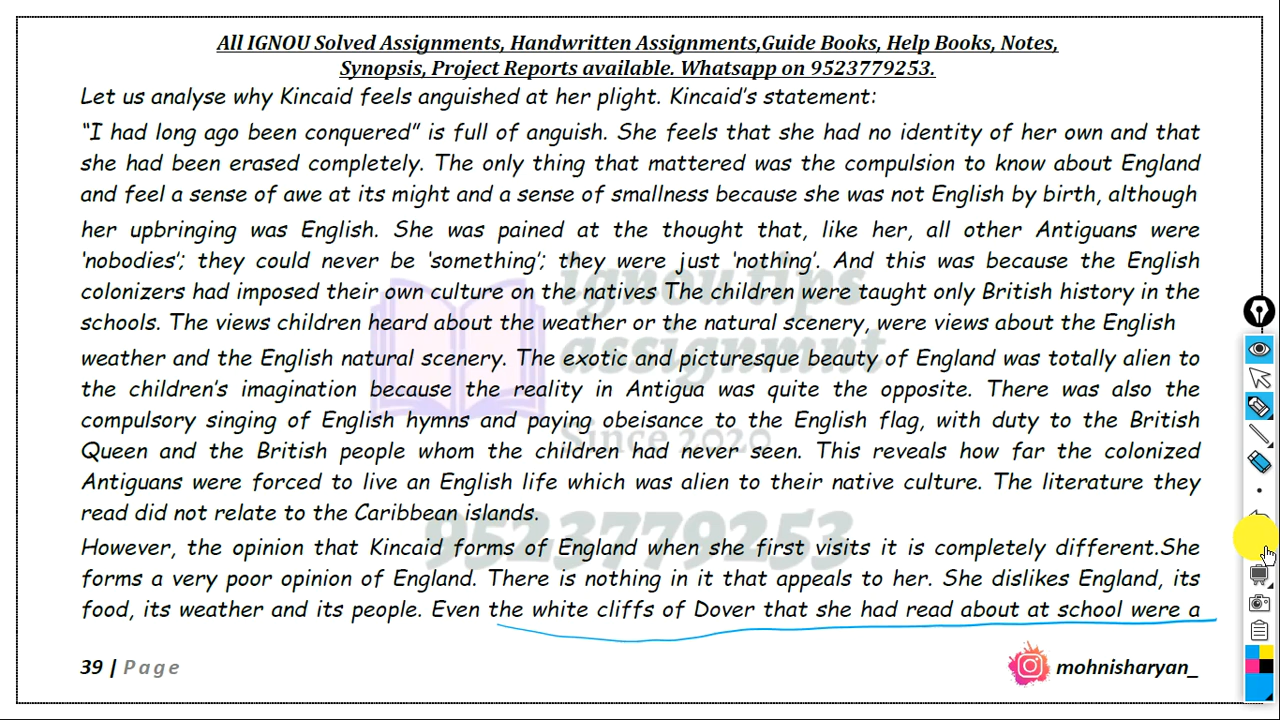 All IGNOU Solved Assignments, Handwritten Assignments,Guide Books, Help Books, Notes,
Synopsis, Project Reports available. Whatsapp on 9523779253.
Let us analyse why Kincaid feels anguished at her plight. Kincaid's statement:
“I had long ago been conquered” is full of anguish. She feels that she had no identity of her own and that
she had been erased completely. The only thing that mattered was the compulsion to know about England
and feel a sense of awe at its might and a sense of smallness because she was not English by birth, although
her upbringing was English. She was pained at the thought that, like her, all other Antiguans were
‘nobodies’; they could never be ‘something’; they were just ‘nothing’. And this was because the English
colonizers had imposed their own culture on the natives The children were taught only British history in the
schools. The views children heard about the weather or the natural scenery, were views about the English
weather and the English natural scenery. The exotic and picturesque beauty of England was totally alien to
the children's imagination because the reality in Antigua was quite the opposite. There was also the
compulsory singing of English hymns and paying obeisance to the English flag, with duty to the British
Queen and the British people whom the children had never seen. This reveals how far the colonized
Antiguans were forced to live an English life which was alien to their native culture. The literature they
read did not relate to the Caribbean islands.
However, the opinion that Kincaid forms of England when she first visits it is completely different.She
forms a very poor opinion of England. There is nothing in it that appeals to her. She dislikes England, its
food, its weather and its people. Even the white cliffs of Dover that she had read about at school were a
ignou tips
assignmnt
Since 2020
9523779253
39 | Page
mohnisharyan_